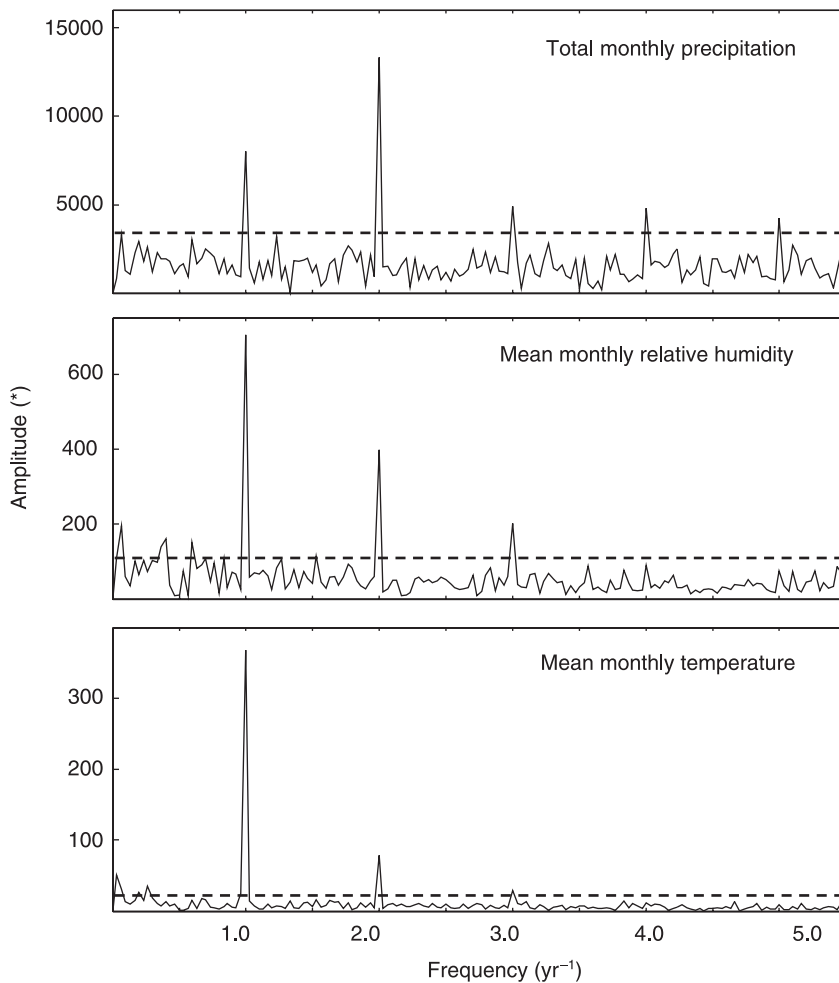 15000
Total monthly precipitation
10000
5000
Mean monthly relative humidity
600
400
200
Amplitude (*)
Mean monthly temperature
300
200
100
1.0 2.0 3.0 4.0 5.0
Frequency (yr⁻¹)